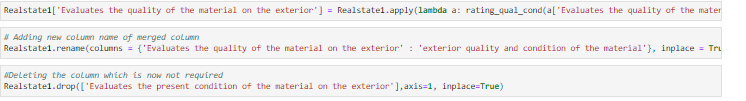 Realstate1['Evaluates the quality of the material on the exterior'] = Realstate1.apply(lambda a: rating_qual_cond(a['Evaluates the quality of the mater
# Adding new column name of merged column
Realstate1.rename(columns = {'Evaluates the quality of the material on the exterior' : 'exterior quality and condition of the material'}, inplace = Tru
#Deleting the column which is now not required
Realstate1.drop(['Evaluates the present condition of the material on the exterior'],axis=1, inplace=True)